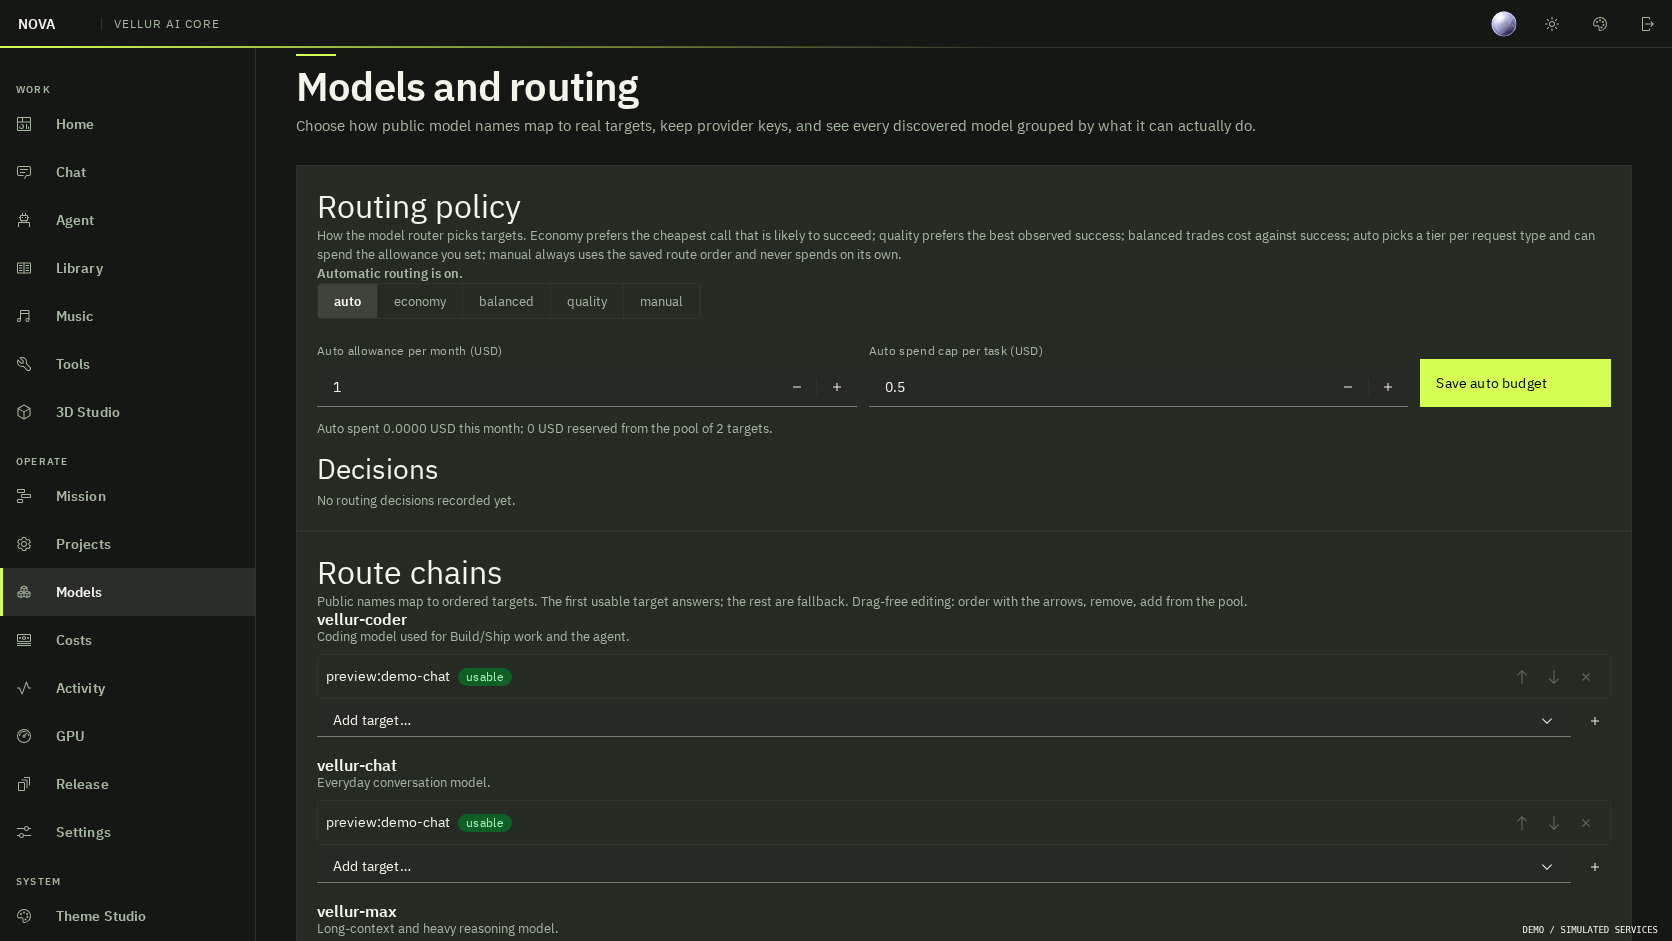 NOVA
VELLUR AI CORE
WORK
Home
Chat
Agent
Library
Music
Tools
3D Studio
OPERATE
Mission
Projects
Models
Costs
Activity
GPU
Release
Settings
SYSTEM
Theme Studio
Models and routing
Choose how public model names map to real targets, keep provider keys, and see every discovered model grouped by what it can actually do.
Routing policy
How the model router picks targets. Economy prefers the cheapest call that is likely to succeed; quality prefers the best observed success; balanced trades cost against success; auto picks a tier per request type and can
spend the allowance you set; manual always uses the saved route order and never spends on its own.
Automatic routing is on.
auto economy balanced quality manual
Auto allowance per month (USD) Auto spend cap per task (USD)
1 0.5 Save auto budget
Auto spent 0.0000 USD this month; 0 USD reserved from the pool of 2 targets.
Decisions
No routing decisions recorded yet.
Route chains
Public names map to ordered targets. The first usable target answers; the rest are fallback. Drag-free editing: order with the arrows, remove, add from the pool.
vellur-coder
Coding model used for Build/Ship work and the agent.
preview:demo-chat usable
Add target...
vellur-chat
Everyday conversation model.
preview:demo-chat usable
Add target...
vellur-max
Long-context and heavy reasoning model.
DEMO / SIMULATED SERVICES